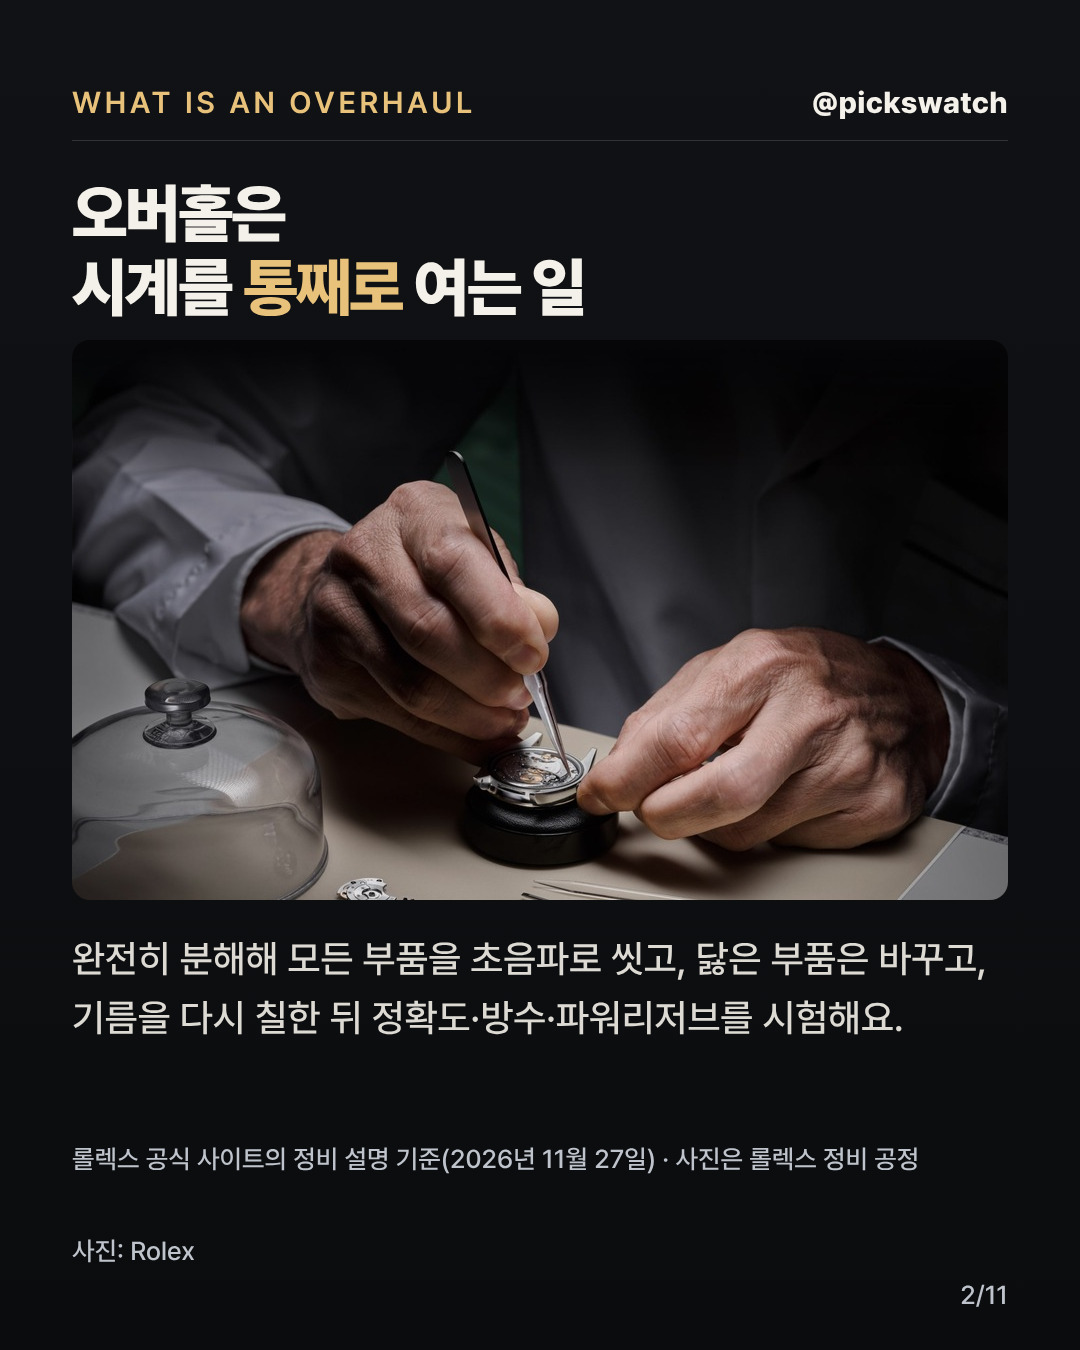 WHAT IS AN OVERHAUL
@pickswatch
오버홀은
시계를 통째로 여는 일
완전히 분해해 모든 부품을 초음파로 씻고, 닳은 부품은 바꾸고,
기름을 다시 칠한 뒤 정확도·방수·파워리저브를 시험해요.
롤렉스 공식 사이트의 정비 설명 기준(2026년 11월 27일) · 사진은 롤렉스 정비 공정
사진: Rolex
2/11